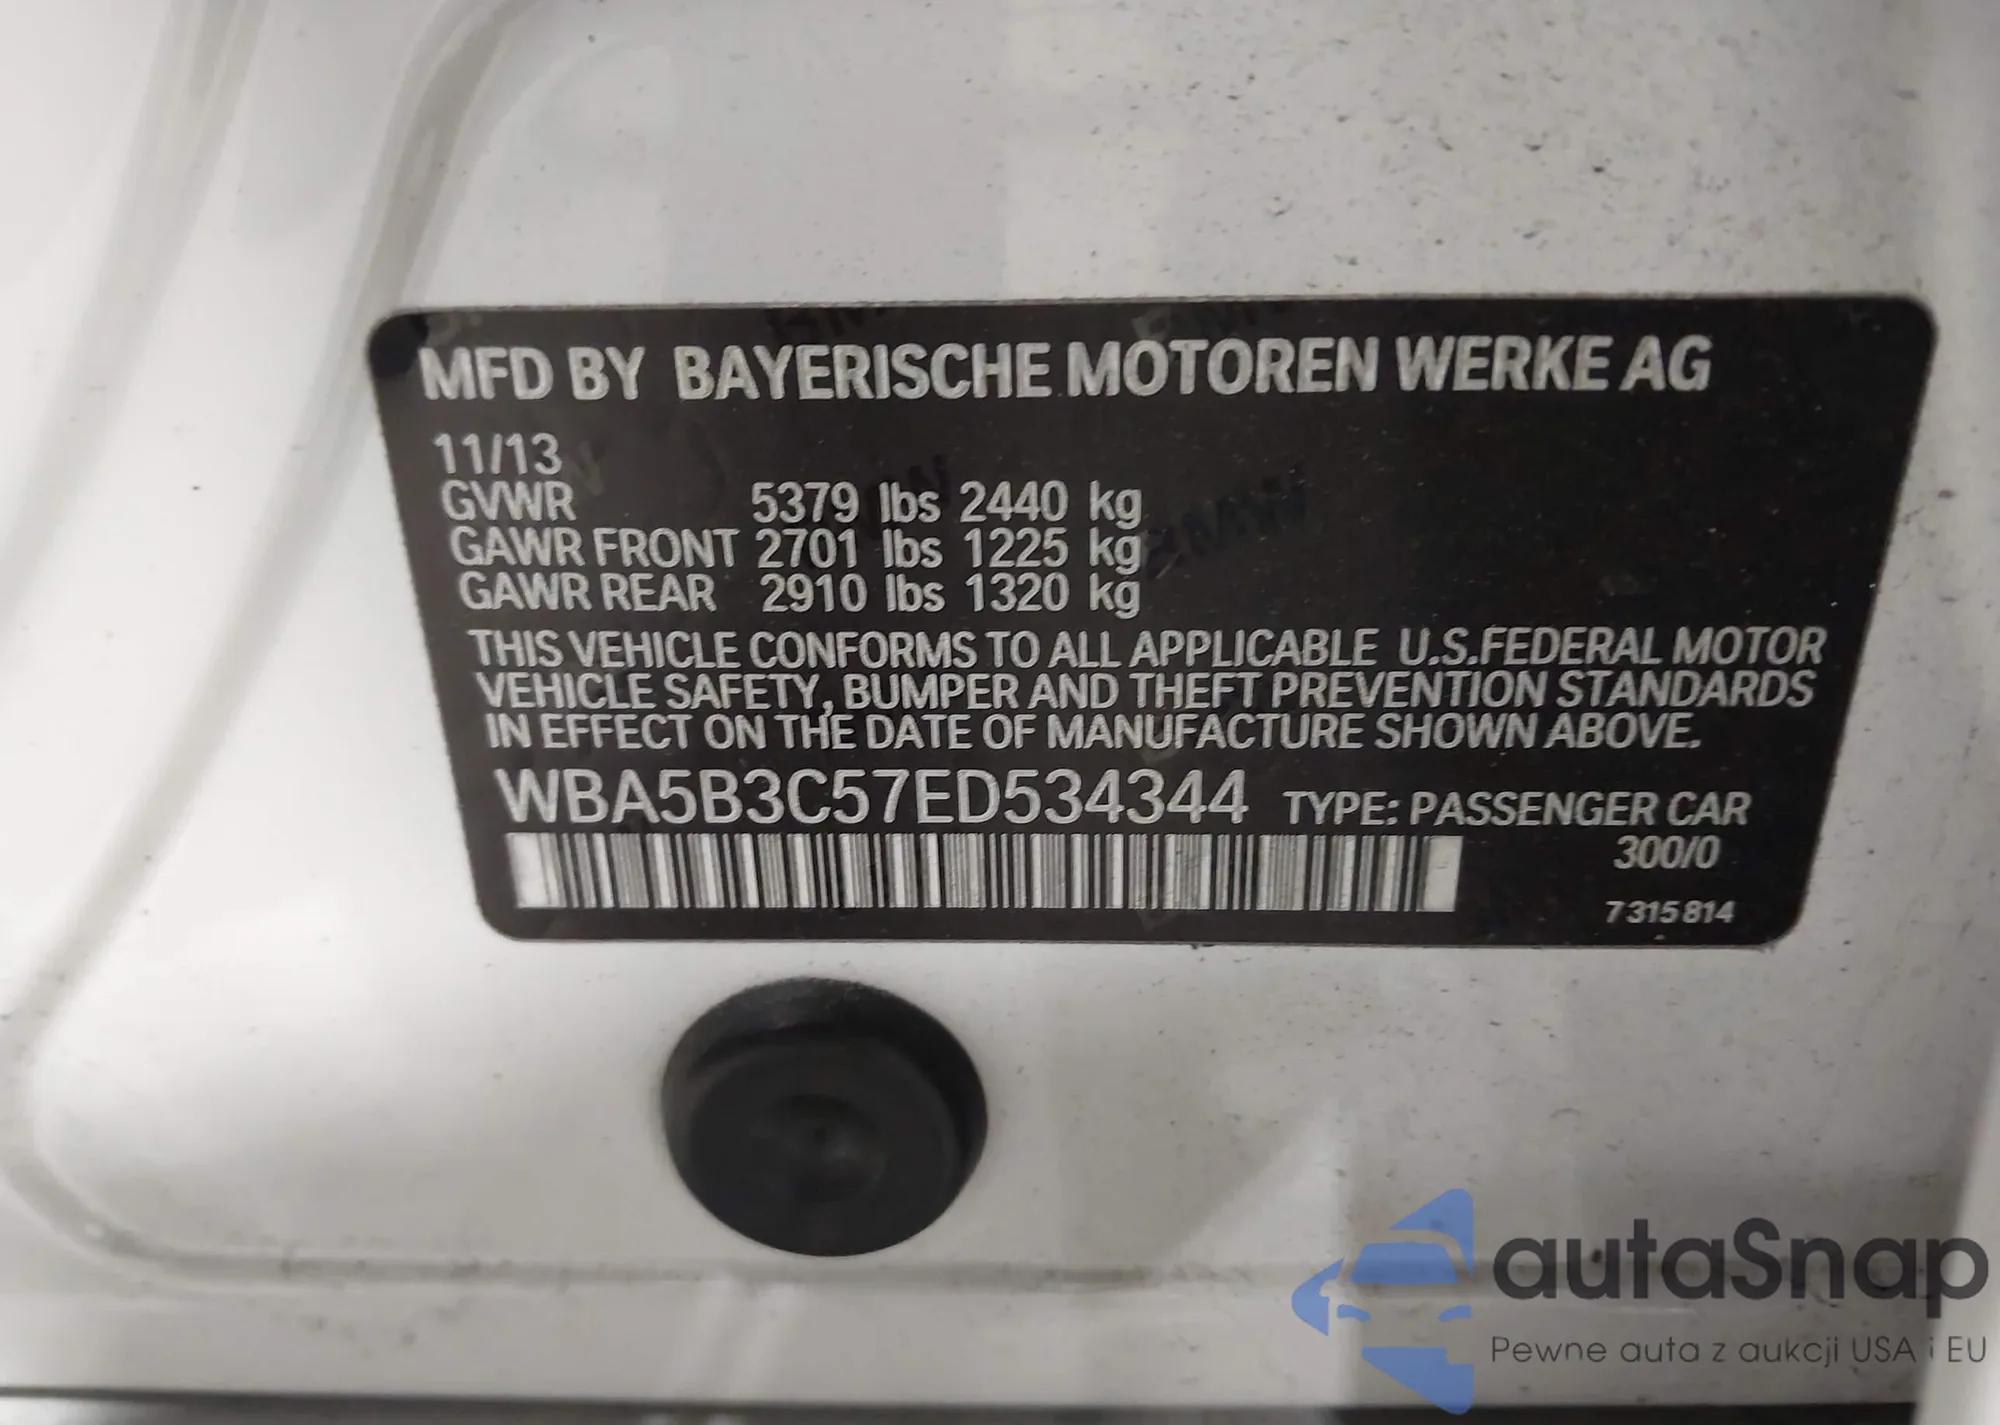 MFD BY BAYERISCHE MOTOREN WERKE AG
11/13
GVWR 5379 lbs 2440 kg
GAWR FRONT 2701 lbs 1225 kg
GAWR REAR 2910 lbs 1320 kg
THIS VEHICLE CONFORMS TO ALL APPLICABLE U.S.FEDERAL MOTOR
VEHICLE SAFETY, BUMPER AND THEFT PREVENTION STANDARDS
IN EFFECT ON THE DATE OF MANUFACTURE SHOWN ABOVE.
WBA5B3C57ED534344 TYPE: PASSENGER CAR
300/0
7 315 814
autaSnap
Pewne auta z aukcji USA i EU